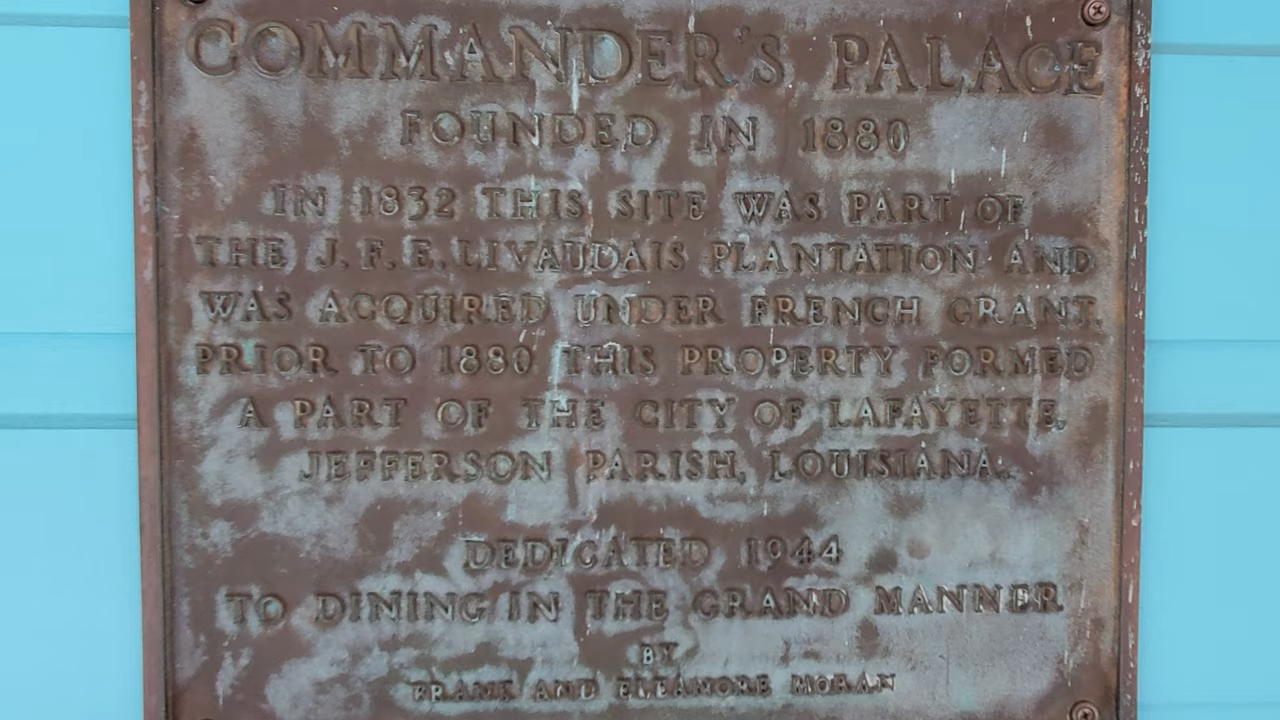 COMMANDER'S PALACE
FOUNDED IN 1880
IN 1832 THIS SITE WAS PART OF
THE J. F. E. LIVAUDAIS PLANTATION AND
WAS ACQUIRED UNDER FRENCH GRANT.
PRIOR TO 1880 THIS PROPERTY FORMED
A PART OF THE CITY OF LAFAYETTE,
JEFFERSON PARISH, LOUISIANA.
DEDICATED 1944
TO DINING IN THE GRAND MANNER
BY
FRANK AND ELEANORE MORAN